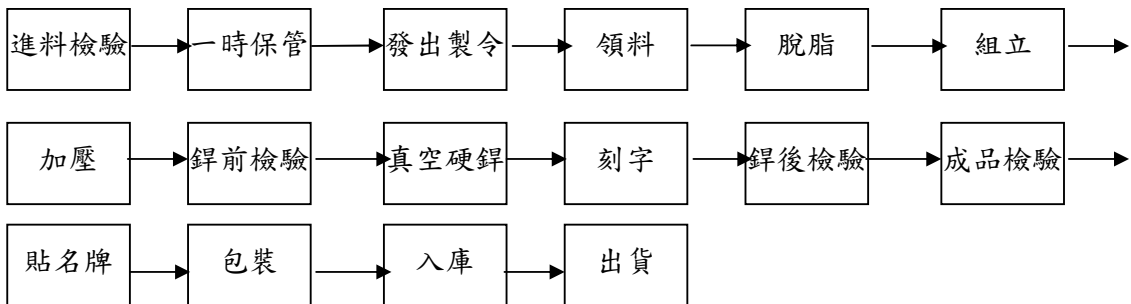 進料檢驗 一時保管 發出製令 領料 脫脂 組立
加壓 銲前檢驗 真空硬銲 刻字 銲後檢驗 成品檢驗
貼名牌 包裝 入庫 出貨